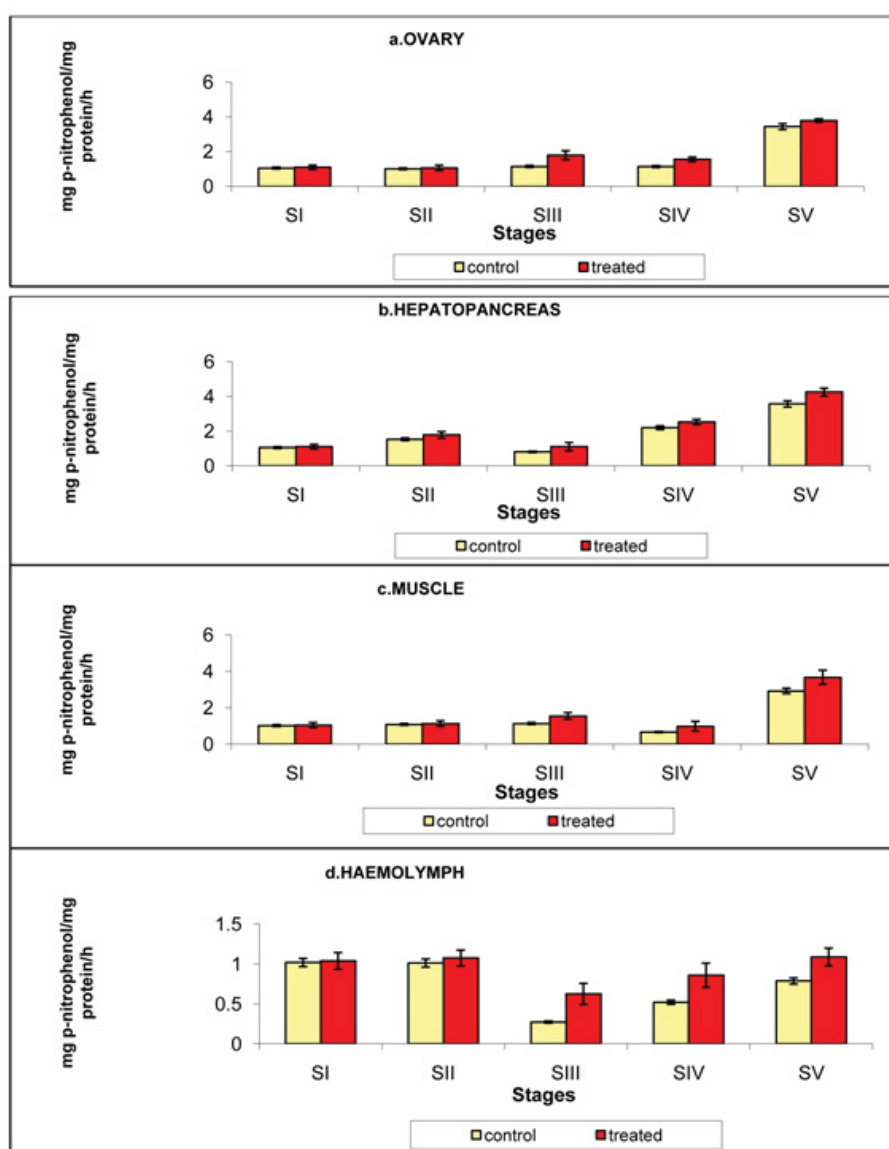 a.OVARY
mg p-nitrophenol/mg
protein/h
6
4
2
0
SI SII SIII SIV SV
Stages
control treated
b.HEPATOPANCREAS
mg p-nitrophenol/mg
protein/h
6
4
2
0
SI SII SIII SIV SV
Stages
control treated
c.MUSCLE
mg p-nitrophenol/mg
protein/h
6
4
2
0
SI SII SIII SIV SV
Stages
control treated
d.HAEMOLYMPH
mg p-nitrophenol/mg
protein/h
1.5
1
0.5
0
SI SII SIII SIV SV
Stages
control treated